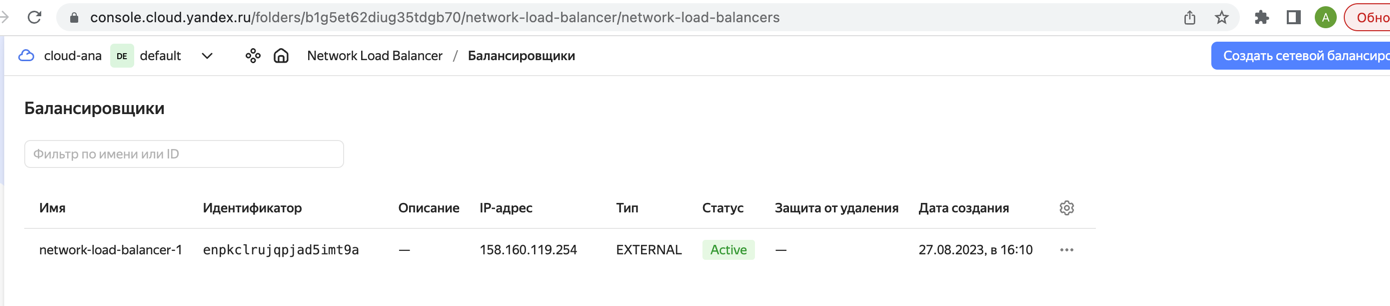 console.cloud.yandex.ru/folders/b1g5et62diug35tdgb70/network-load-balancer/network-load-balancers A Обно
cloud-ana DE default Network Load Balancer / Балансировщики Создать сетевой балансиро
Балансировщики
Фильтр по имени или ID
Имя Идентификатор Описание IP-адрес Тип Статус Защита от удаления Дата создания
network-load-balancer-1 enpkclrujqpjad5imt9a — 158.160.119.254 EXTERNAL Active — 27.08.2023, в 16:10